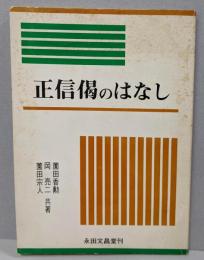 正信偈のはなし
薗田香勲
岡亮二 共著
薗田宗人
永田文昌堂刊